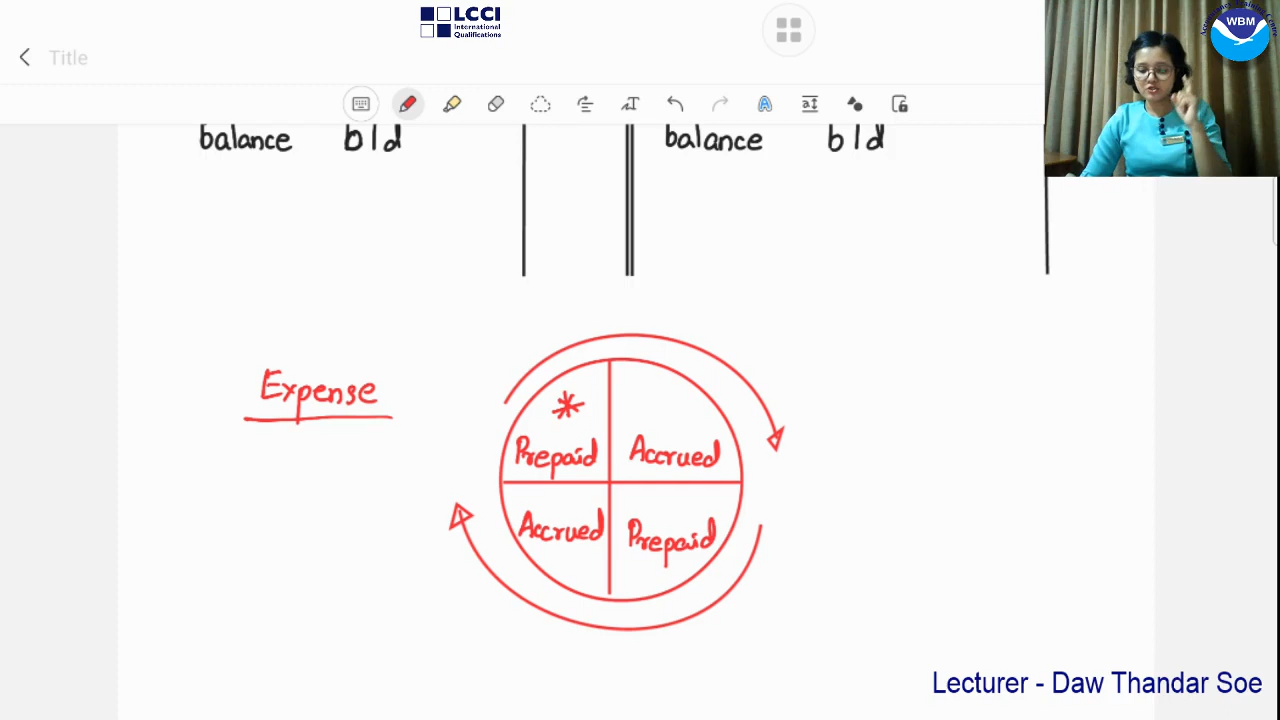 LCCI
International
Qualifications
WBM
Title
balance b/d balance b/d
Expense
Prepaid Accrued
Accrued Prepaid
Lecturer - Daw Thandar Soe